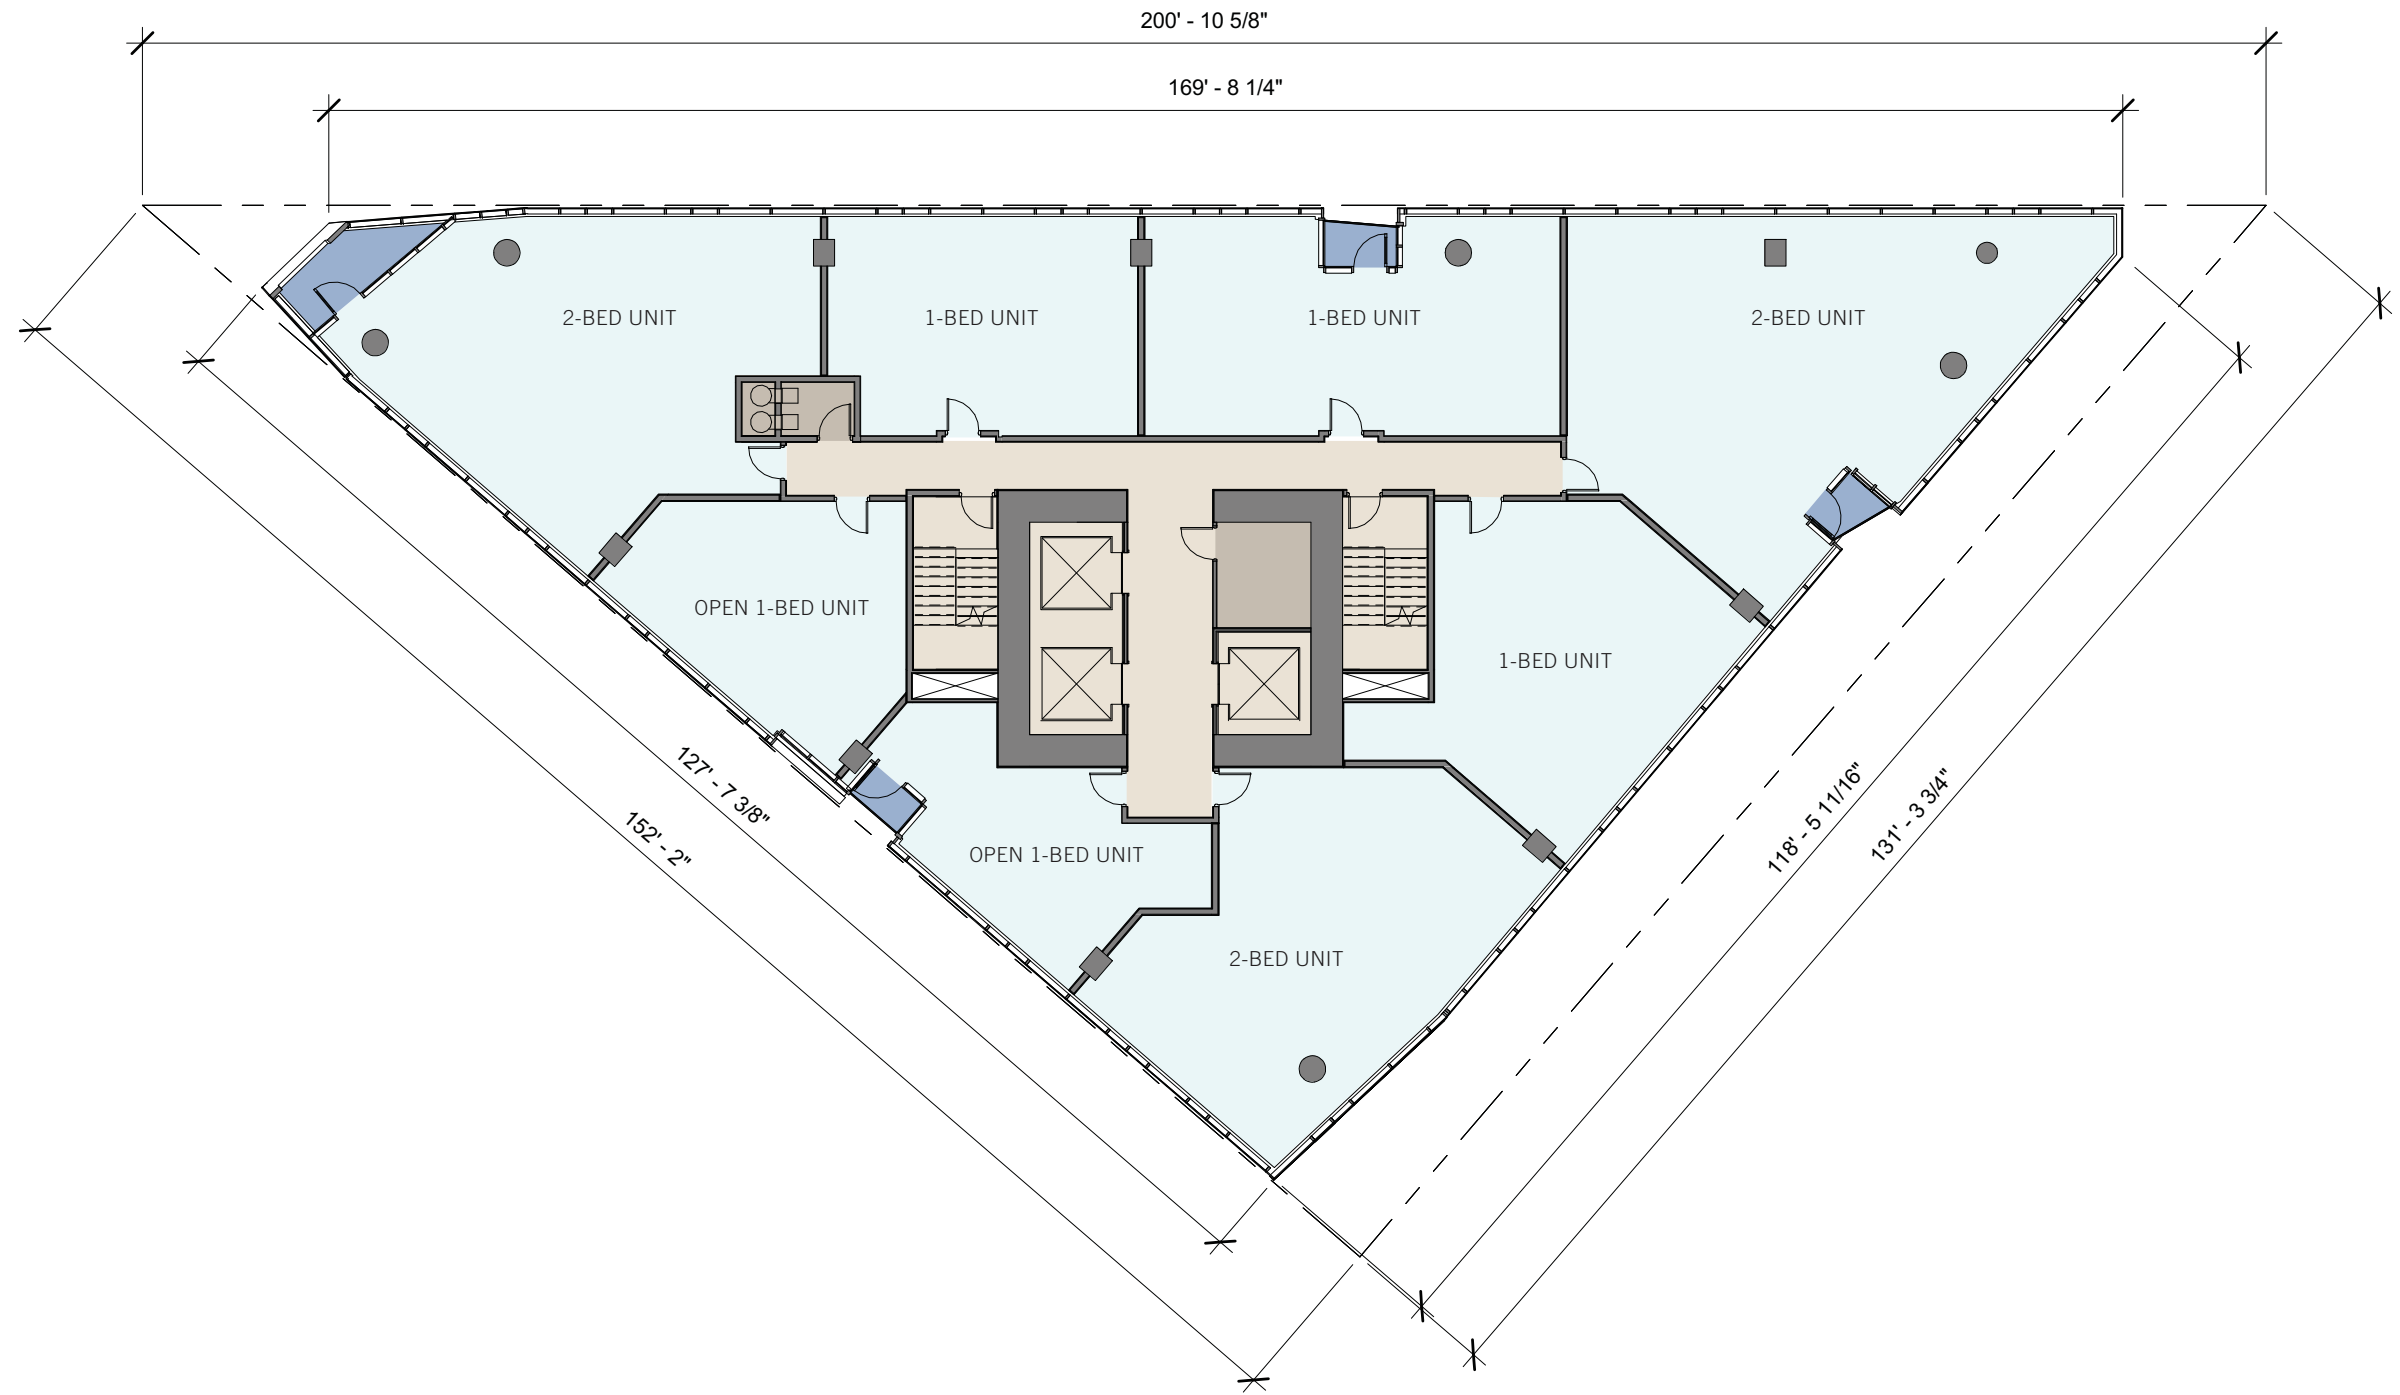 200' - 10 5/8"
169' - 8 1/4"
2-BED UNIT
1-BED UNIT
1-BED UNIT
2-BED UNIT
OPEN 1-BED UNIT
1-BED UNIT
127' - 7 3/8"
152' - 2"
118' - 5 11/16"
131' - 3 3/4"
OPEN 1-BED UNIT
2-BED UNIT